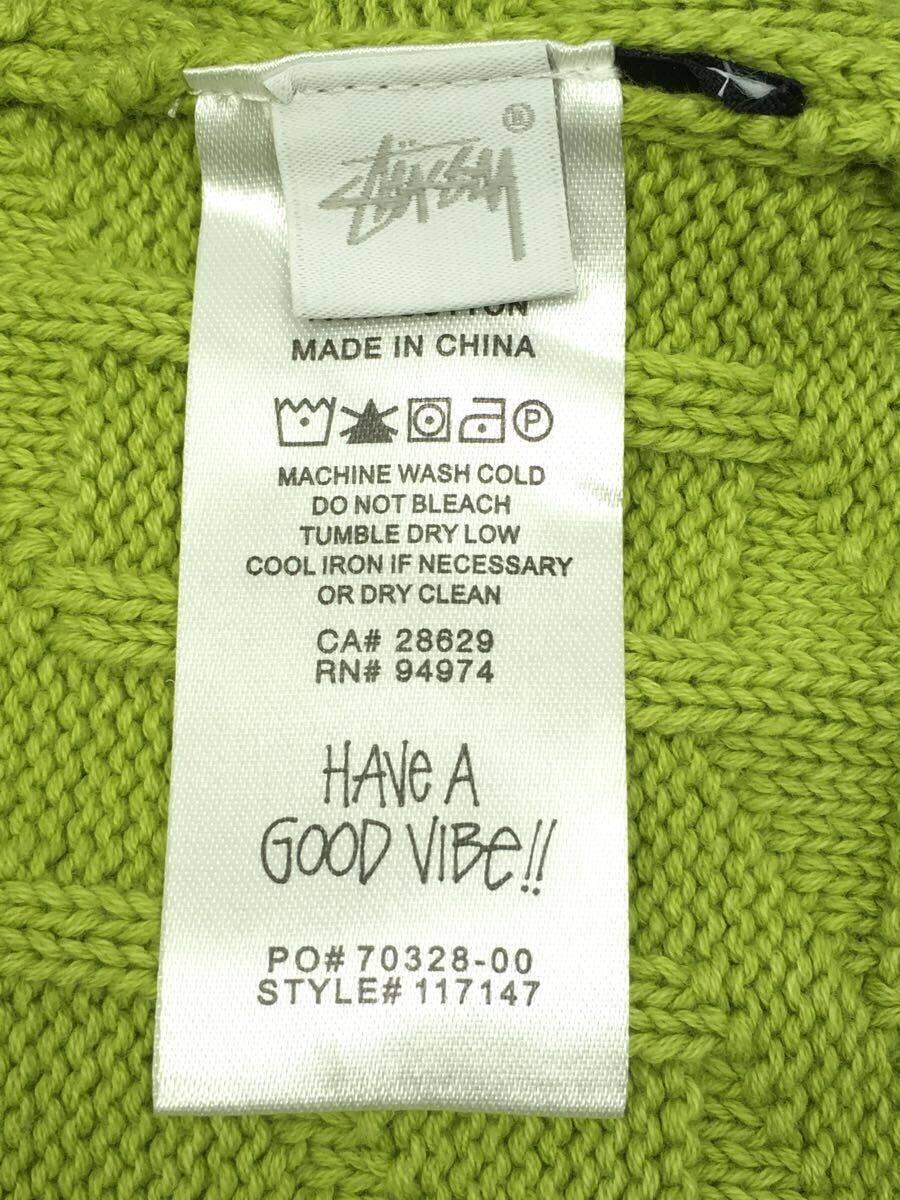 STÜSSY ®
MADE IN CHINA
P
MACHINE WASH COLD
DO NOT BLEACH
TUMBLE DRY LOW
COOL IRON IF NECESSARY
OR DRY CLEAN
CA# 28629
RN# 94974
HAVe A
GOOD VIBe!!
PO# 70328-00
STYLE# 117147